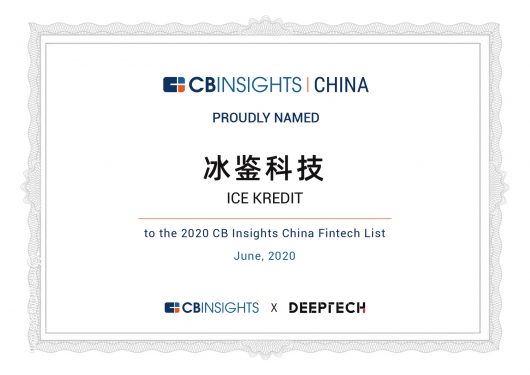 CBINSIGHTS | CHINA
PROUDLY NAMED
冰鉴科技
ICE KREDIT
to the 2020 CB Insights China Fintech List
June, 2020
CBINSIGHTS X DEEPTECH